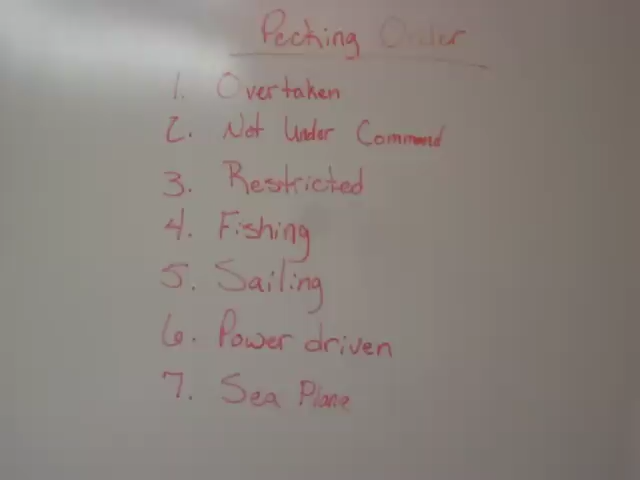 Pecking Order
1. Overtaken
2. Not Under Command
3. Restricted
4. Fishing
5. Sailing
6. Power driven
7. Sea Plane